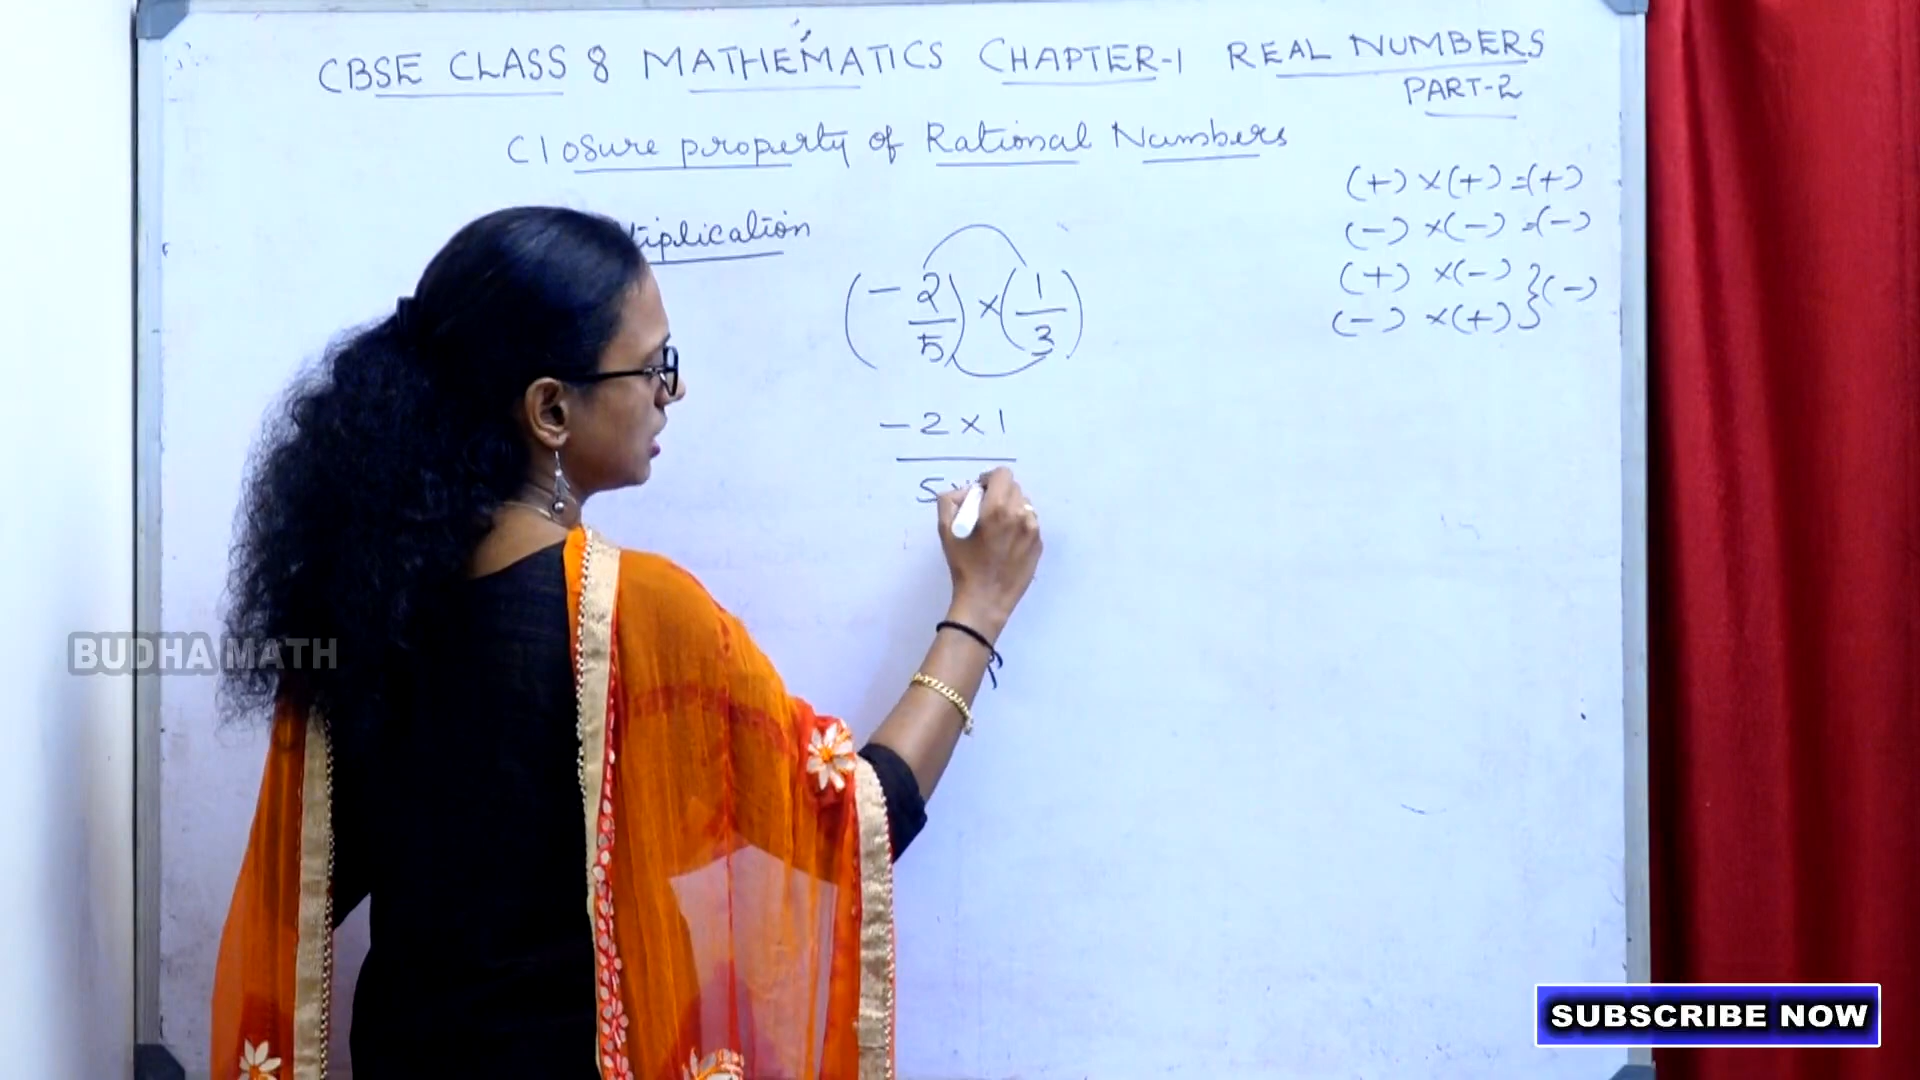 CBSE CLASS 8 MATHEMATICS CHAPTER-1 REAL NUMBERS
PART-2
Closure property of Rational Numbers
(+) ×(+) =(+)
(-) ×(-) =(-)
(+) ×(-) } (-)
(-) ×(+)
(- 2/5) × (1/3)
-2 × 1
5
BUDHA MATH
SUBSCRIBE NOW